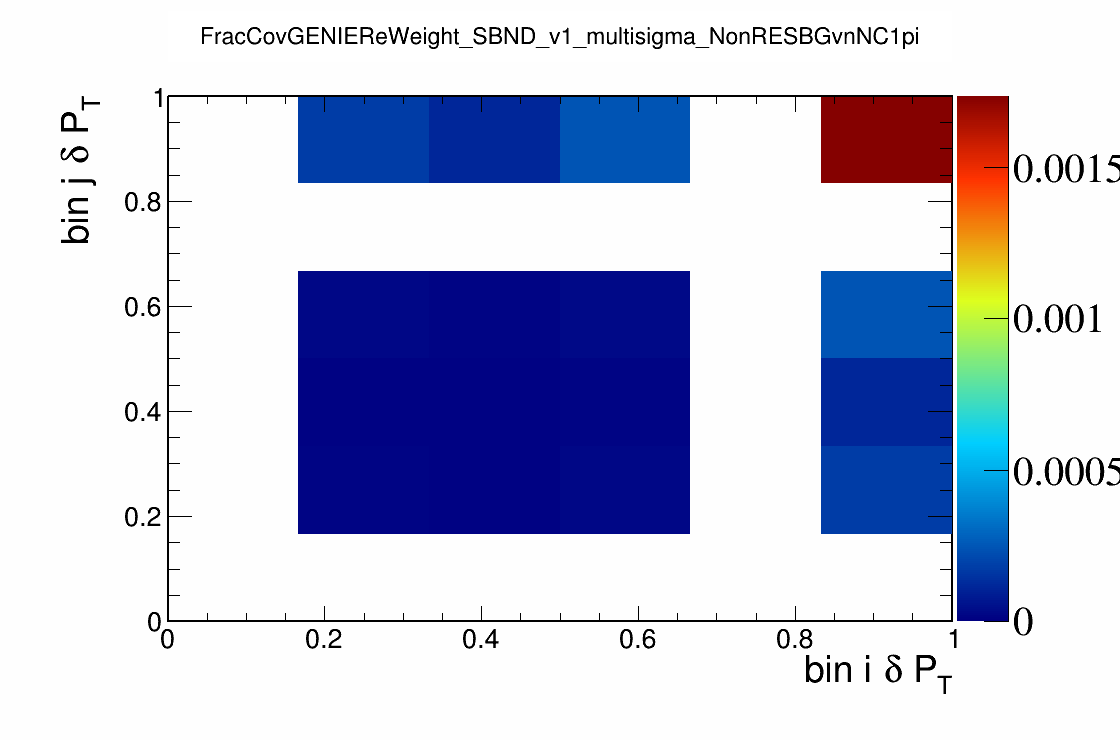 FracCovGENIEReWeight_SBND_v1_multisigma_NonRESBGvnNC1pi
bin j δ P_T
1
0.8
0.6
0.4
0.2
0
0 0.2 0.4 0.6 0.8 1
bin i δ P_T
0.0015
0.001
0.0005
0